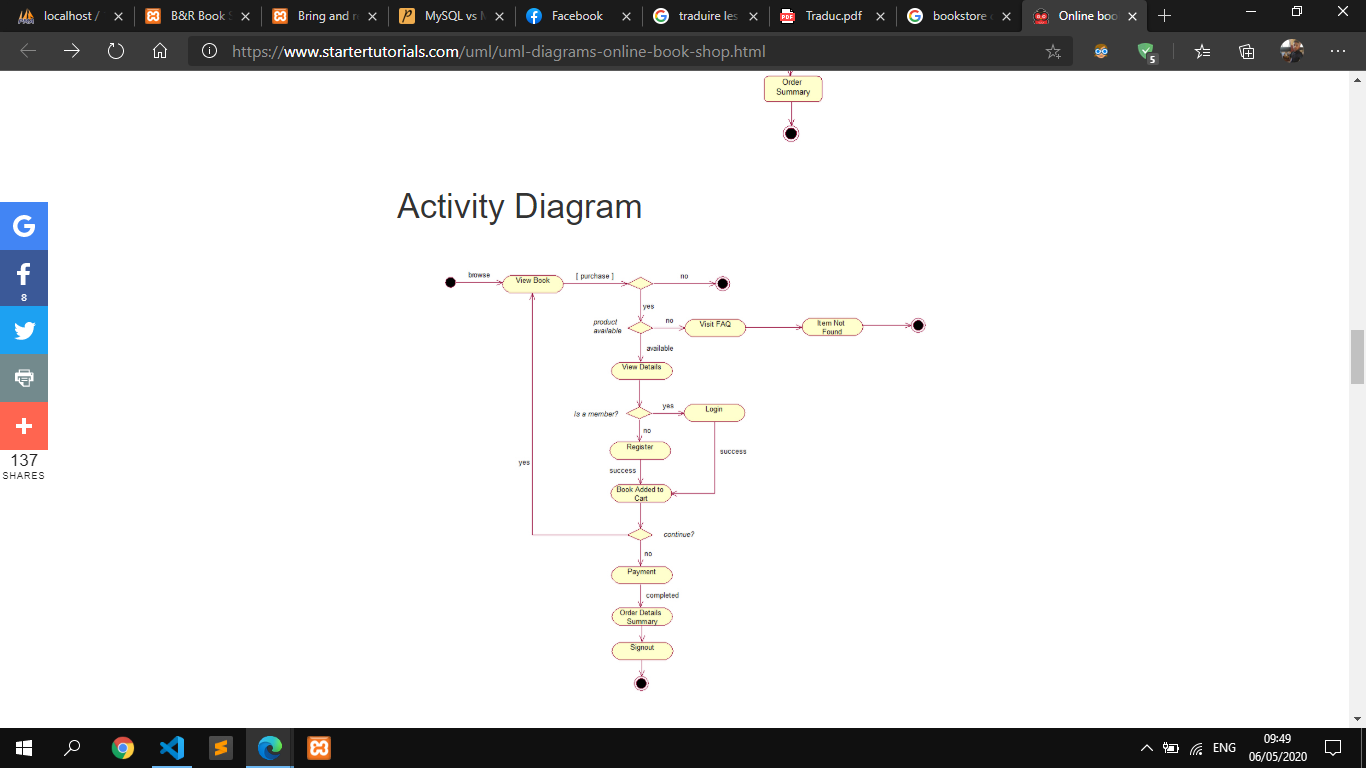 localhost /
B&R Book S
Bring and r
MySQL vs M
Facebook
traduire les
Traduc.pdf
bookstore
Online boo
https://www.startertutorials.com/uml/uml-diagrams-online-book-shop.html
5
Order
Summary
Activity Diagram
browse
View Book
[ purchase ]
no
yes
product
available
no
Visit FAQ
Item Not
Found
available
View Details
Is a member?
yes
Login
no
Register
success
success
Book Added to
Cart
yes
continue?
no
Payment
completed
Order Details
Summary
Signout
8
137
SHARES
ENG
09:49
06/05/2020